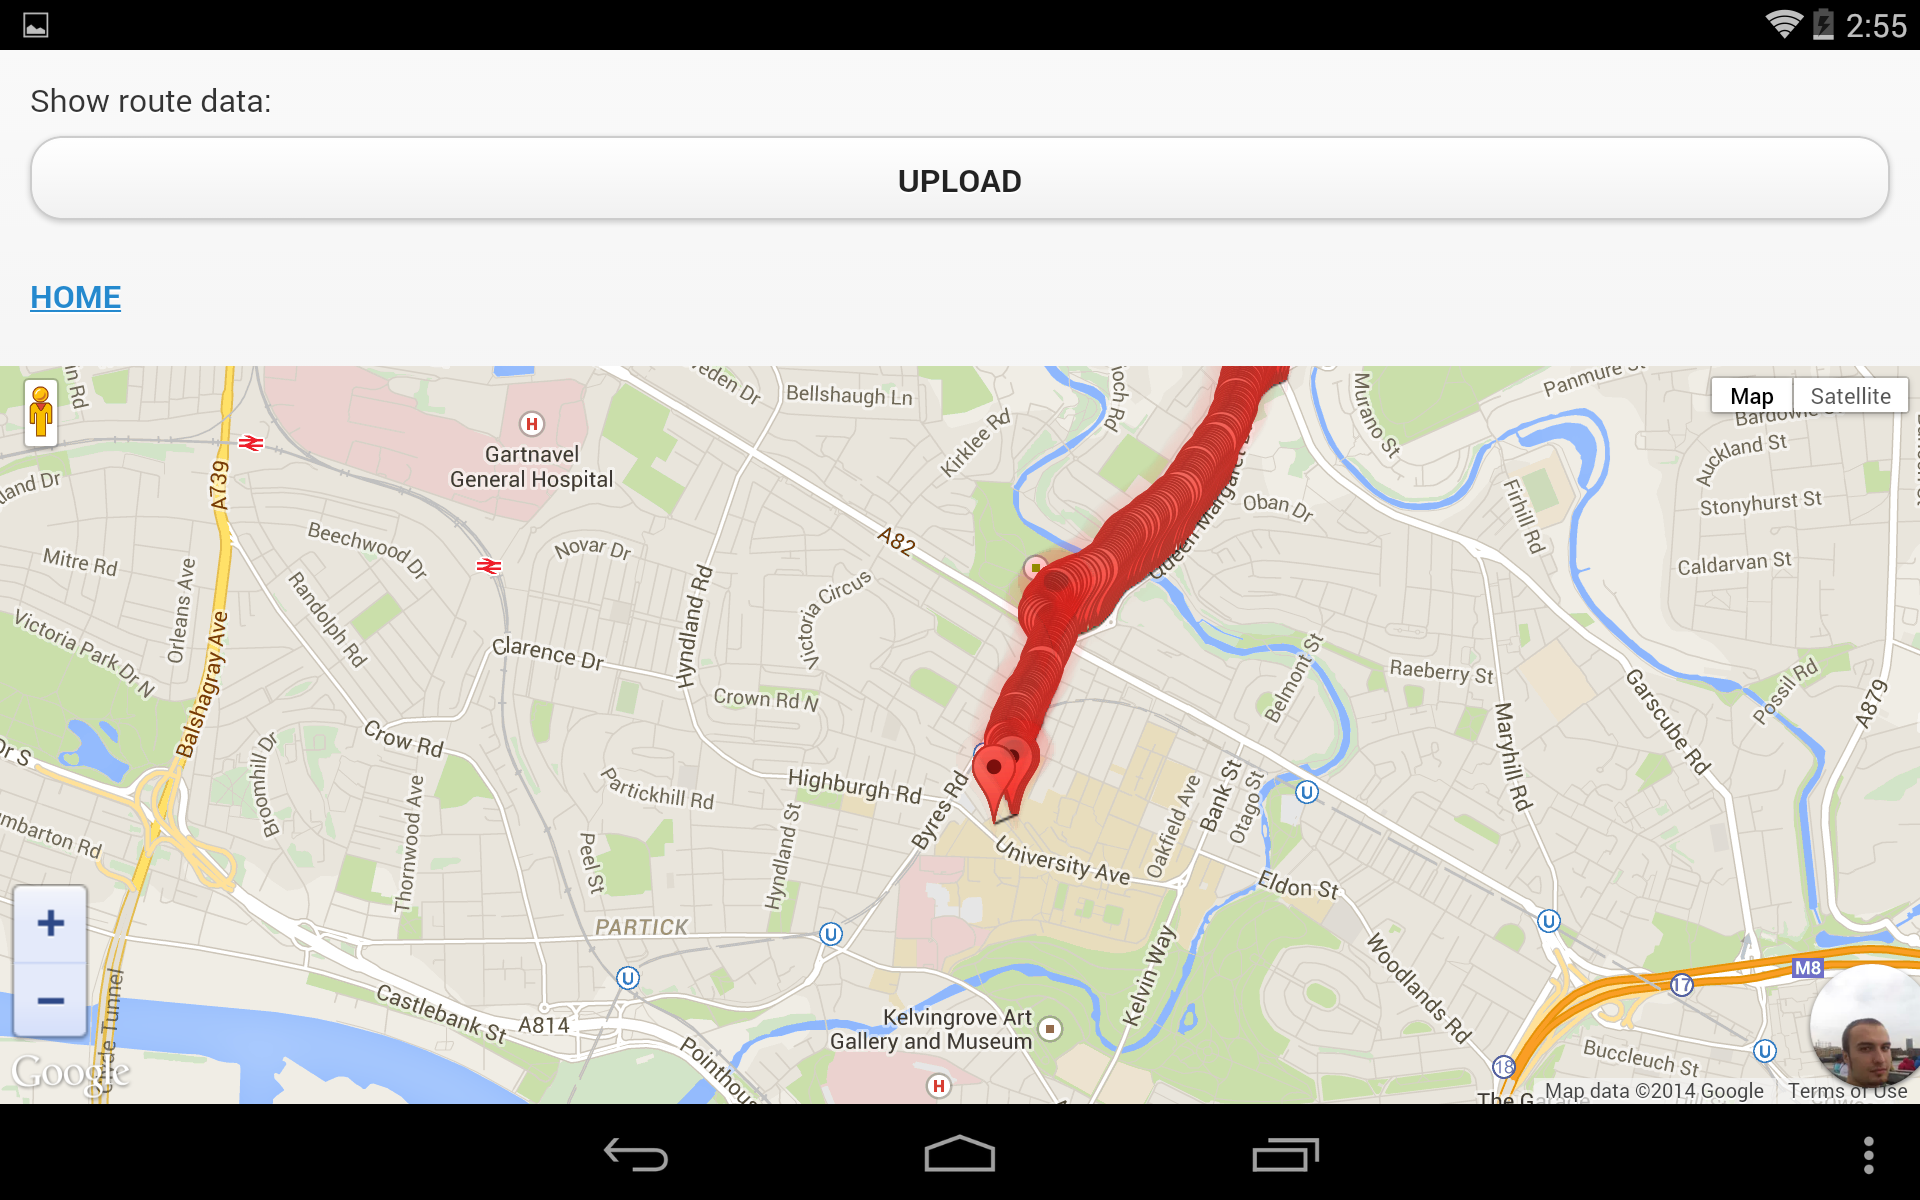 2:55
Show route data:
UPLOAD
HOME
Map
Satellite
Bellshaugh Ln
Kirklee Rd
Murano St
Panmure St
Auckland St
Stonyhurst St
Firhill Rd
Caldarvan St
Gartnavel
General Hospital
A739
A82
Oban Dr
Beechwood Dr
Novar Dr
Mitre Rd
Orleans Ave
Randolph Rd
Hyndland Rd
Victoria Circus
Victoria Park Dr N
Balshagray Ave
Clarence Dr
Crown Rd N
Belmont St
Raeberry St
Garscube Rd
Possil Rd
A879
Maryhill Rd
Crow Rd
Broomhill Dr
Thornwood Ave
Partickhill Rd
Highburgh Rd
Byres Rd
Hyndland St
Peel St
University Ave
Oakfield Ave
Bank St
Otago St
Eldon St
PARTICK
Kelvin Way
Woodlands Rd
M8
17
18
Castlebank St
A814
Kelvingrove Art
Gallery and Museum
Buccleuch St
Google
Map data ©2014 Google
Terms of Use